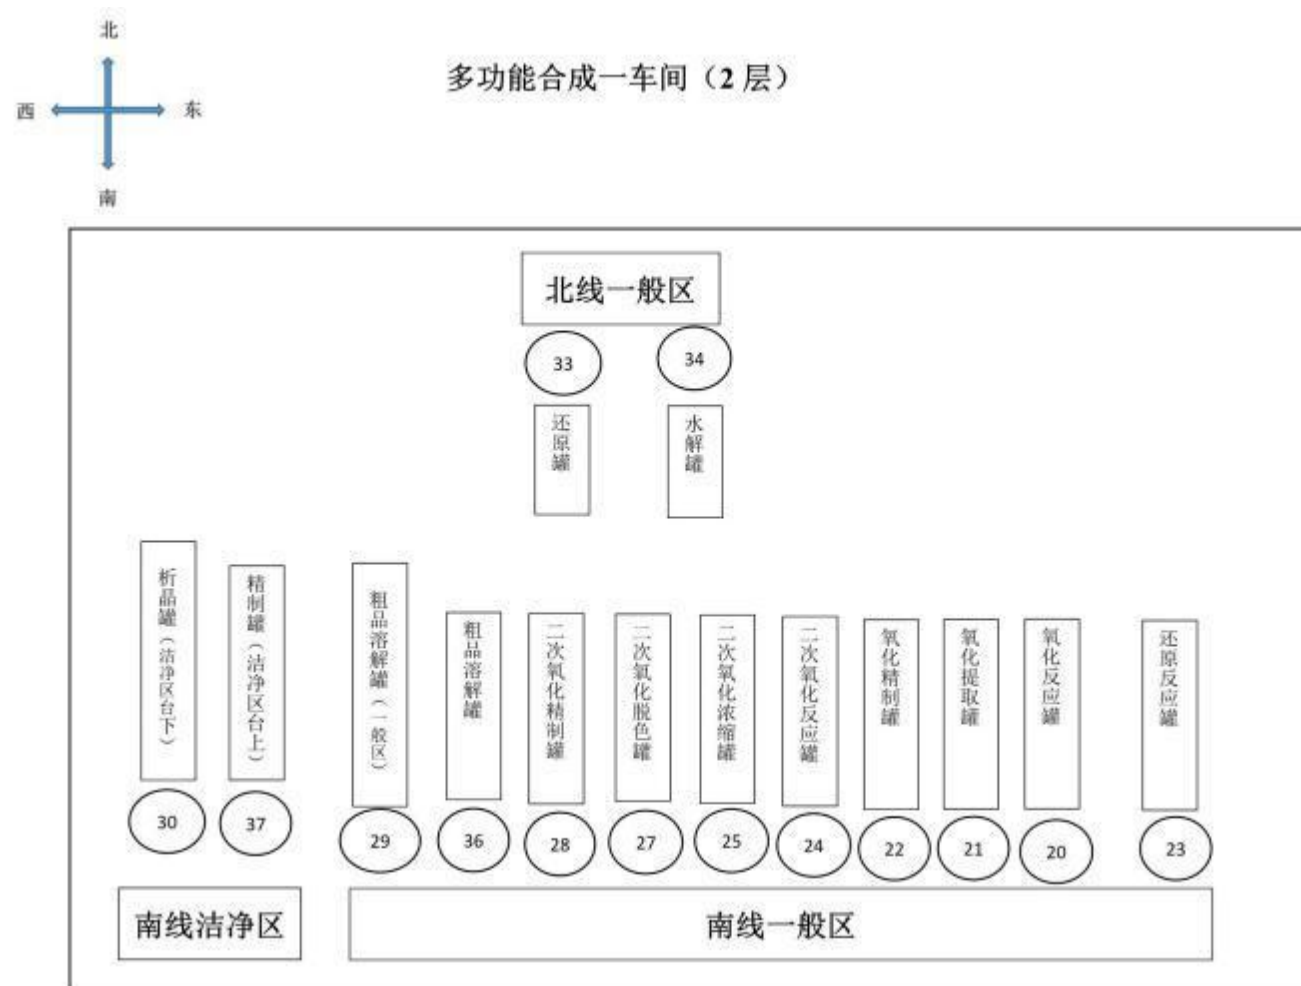 北
西
东
南
多功能合成一车间（2 层）
北线一般区
33
34
还原罐
水解罐
析晶罐（洁净区台下）
精制罐（洁净区台上）
粗品溶解罐（一般区）
粗品溶解罐
二次氧化精制罐
二次氧化脱色罐
二次氧化浓缩罐
二次氧化反应罐
氧化精制罐
氧化提取罐
氧化反应罐
还原反应罐
30
37
29
36
28
27
25
24
22
21
20
23
南线洁净区
南线一般区